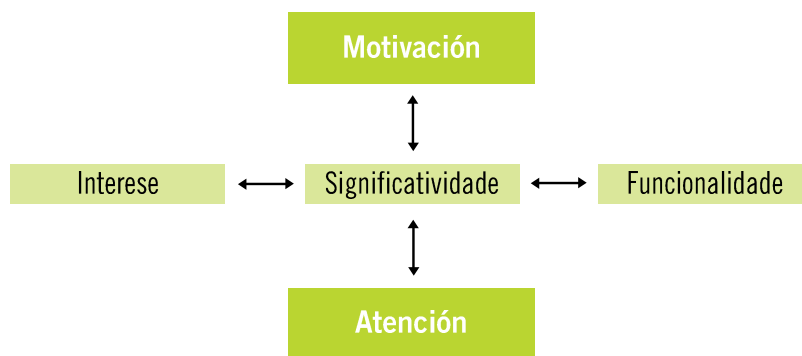 Motivación
Interese
Significatividade
Funcionalidade
Atención